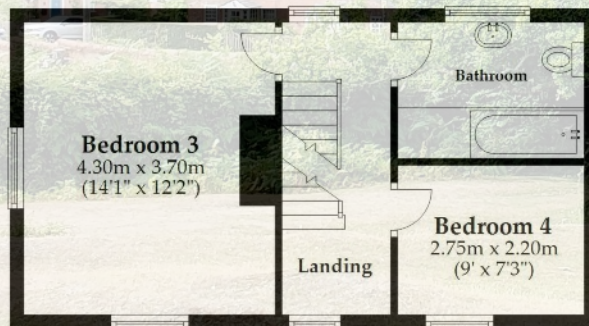 Bathroom
Bedroom 3
4.30m x 3.70m
(14'1" x 12'2")
Bedroom 4
2.75m x 2.20m
(9' x 7'3")
Landing